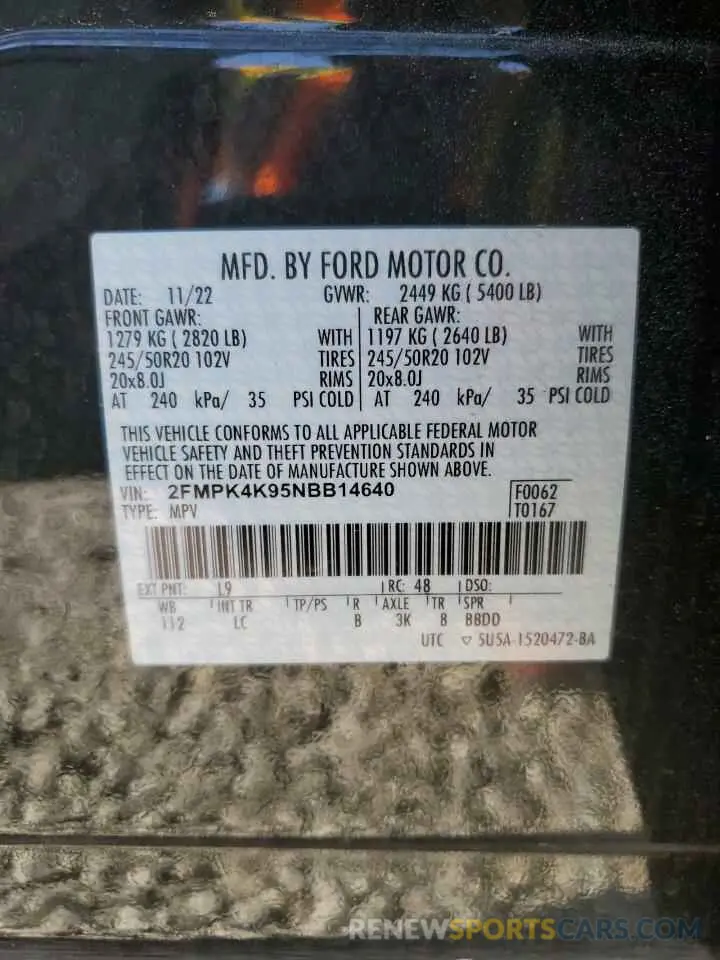 MFD. BY FORD MOTOR CO.
DATE: 11/22 GVWR: 2449 KG ( 5400 LB)
FRONT GAWR: REAR GAWR:
1279 KG ( 2820 LB) WITH 1197 KG ( 2640 LB) WITH
245/50R20 102V TIRES 245/50R20 102V TIRES
20x8.0J RIMS 20x8.0J RIMS
AT 240 kPa/ 35 PSI COLD AT 240 kPa/ 35 PSI COLD
THIS VEHICLE CONFORMS TO ALL APPLICABLE FEDERAL MOTOR
VEHICLE SAFETY AND THEFT PREVENTION STANDARDS IN
EFFECT ON THE DATE OF MANUFACTURE SHOWN ABOVE.
VIN: 2FMPK4K95NBB14640 F0062
TYPE: MPV T0167
EXT PNT: L9 RC: 48 DSO:
WB INT TR TP/PS R AXLE TR SPR
112 LC B 3K 8 BBDD
UTC ▽ 5U5A-1520472-BA
RENEWSPORTSCARS.COM